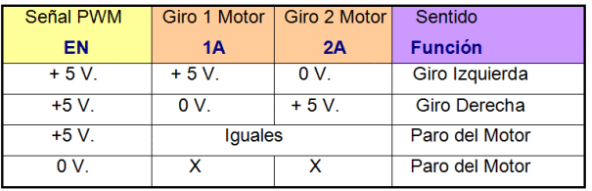 Señal PWM Giro 1 Motor Giro 2 Motor Sentido
EN 1A 2A Función
+ 5 V. + 5 V. 0 V. Giro Izquierda
+5 V. 0 V. + 5 V. Giro Derecha
+5 V. Iguales Paro del Motor
0 V. X X Paro del Motor